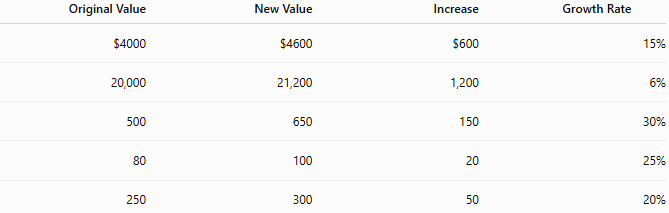 Original Value New Value Increase Growth Rate
$4000 $4600 $600 15%
20,000 21,200 1,200 6%
500 650 150 30%
80 100 20 25%
250 300 50 20%